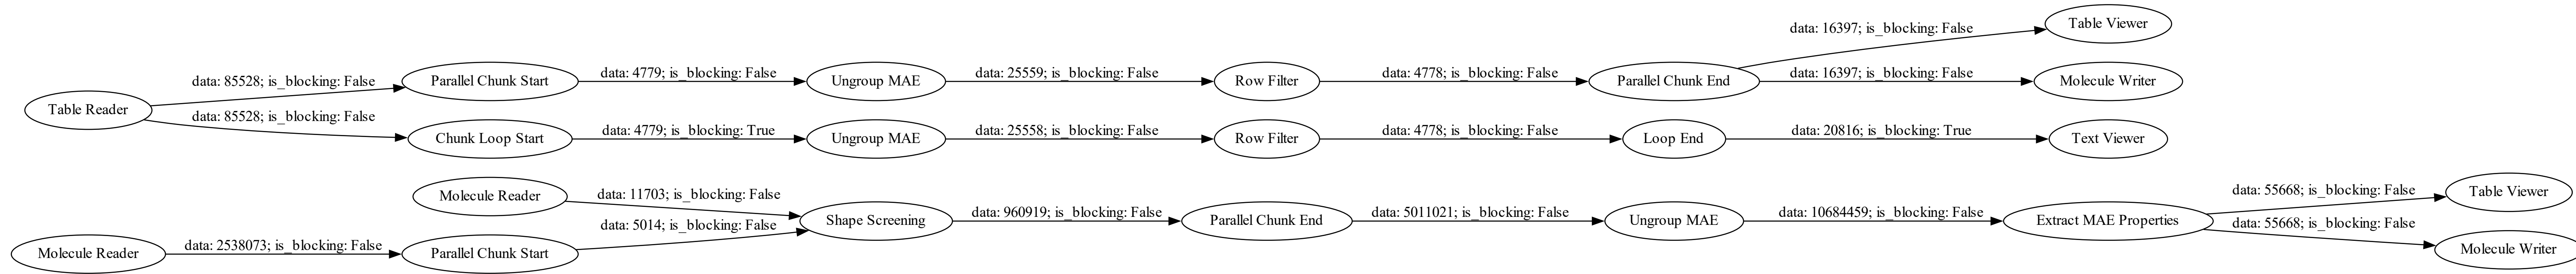 Table Reader
data: 85528; is_blocking: False
data: 85528; is_blocking: False
Parallel Chunk Start
data: 4779; is_blocking: False
Ungroup MAE
data: 25559; is_blocking: False
Row Filter
data: 4778; is_blocking: False
Parallel Chunk End
data: 16397; is_blocking: False
Table Viewer
data: 16397; is_blocking: False
Molecule Writer
Chunk Loop Start
data: 4779; is_blocking: True
Ungroup MAE
data: 25558; is_blocking: False
Row Filter
data: 4778; is_blocking: False
Loop End
data: 20816; is_blocking: True
Text Viewer
Molecule Reader
data: 11703; is_blocking: False
Molecule Reader
data: 2538073; is_blocking: False
Parallel Chunk Start
data: 5014; is_blocking: False
Shape Screening
data: 960919; is_blocking: False
Parallel Chunk End
data: 5011021; is_blocking: False
Ungroup MAE
data: 10684459; is_blocking: False
Extract MAE Properties
data: 55668; is_blocking: False
Table Viewer
data: 55668; is_blocking: False
Molecule Writer